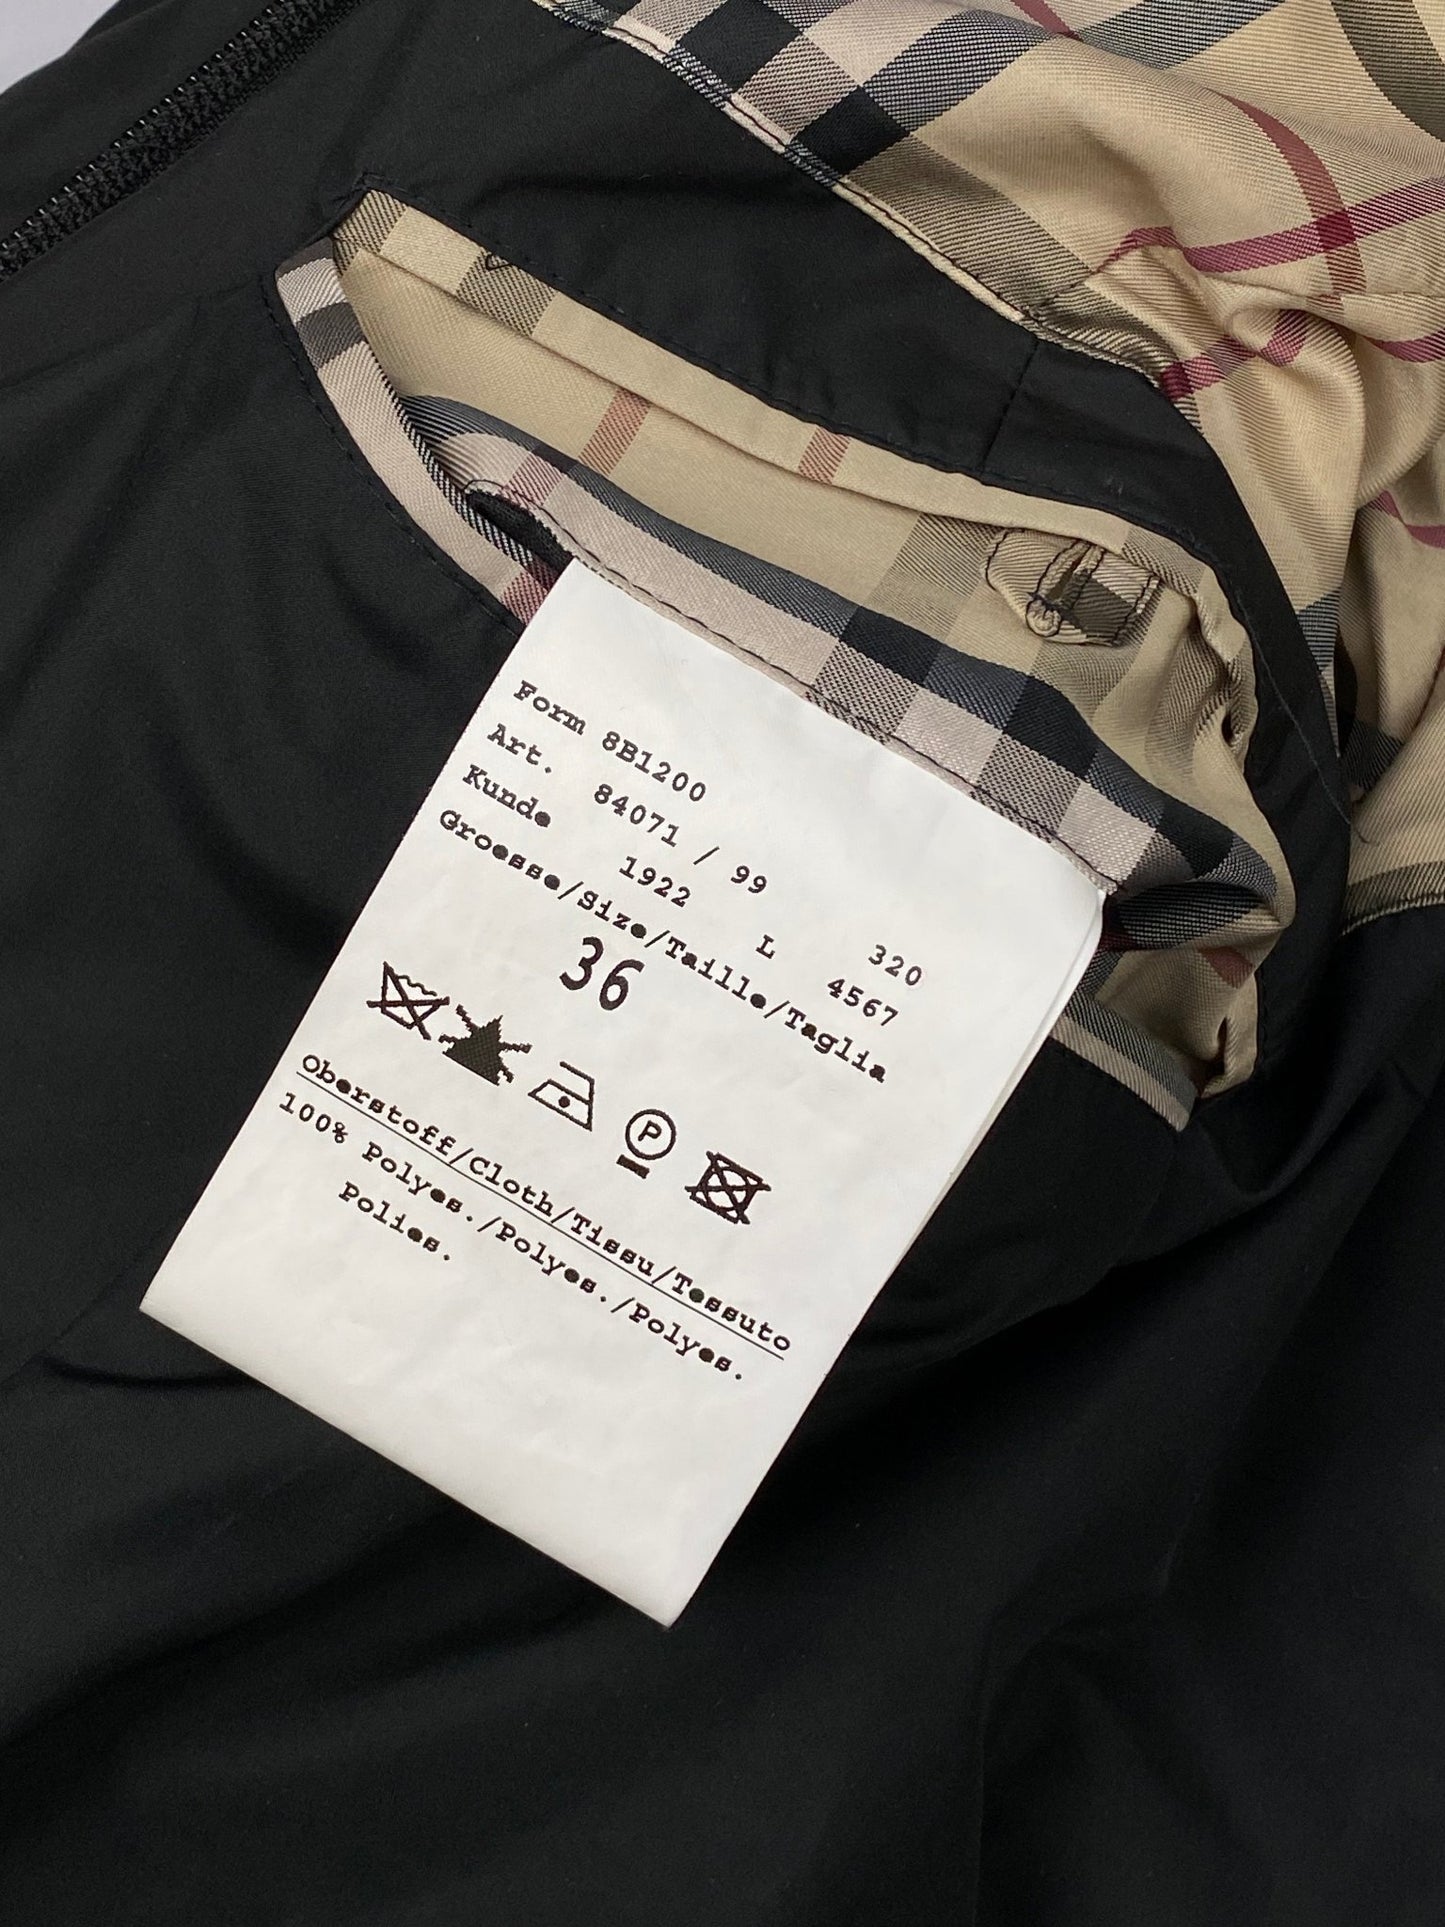 Form 8B1200
Art. 84071 / 99
Kunde 1922 L 320
Groesse/Size/Taille/Taglia 4567
36
P
Oberstoff/Cloth/Tissu/Tessuto
100% Polyes./Polyes./Polyes.
Polies.